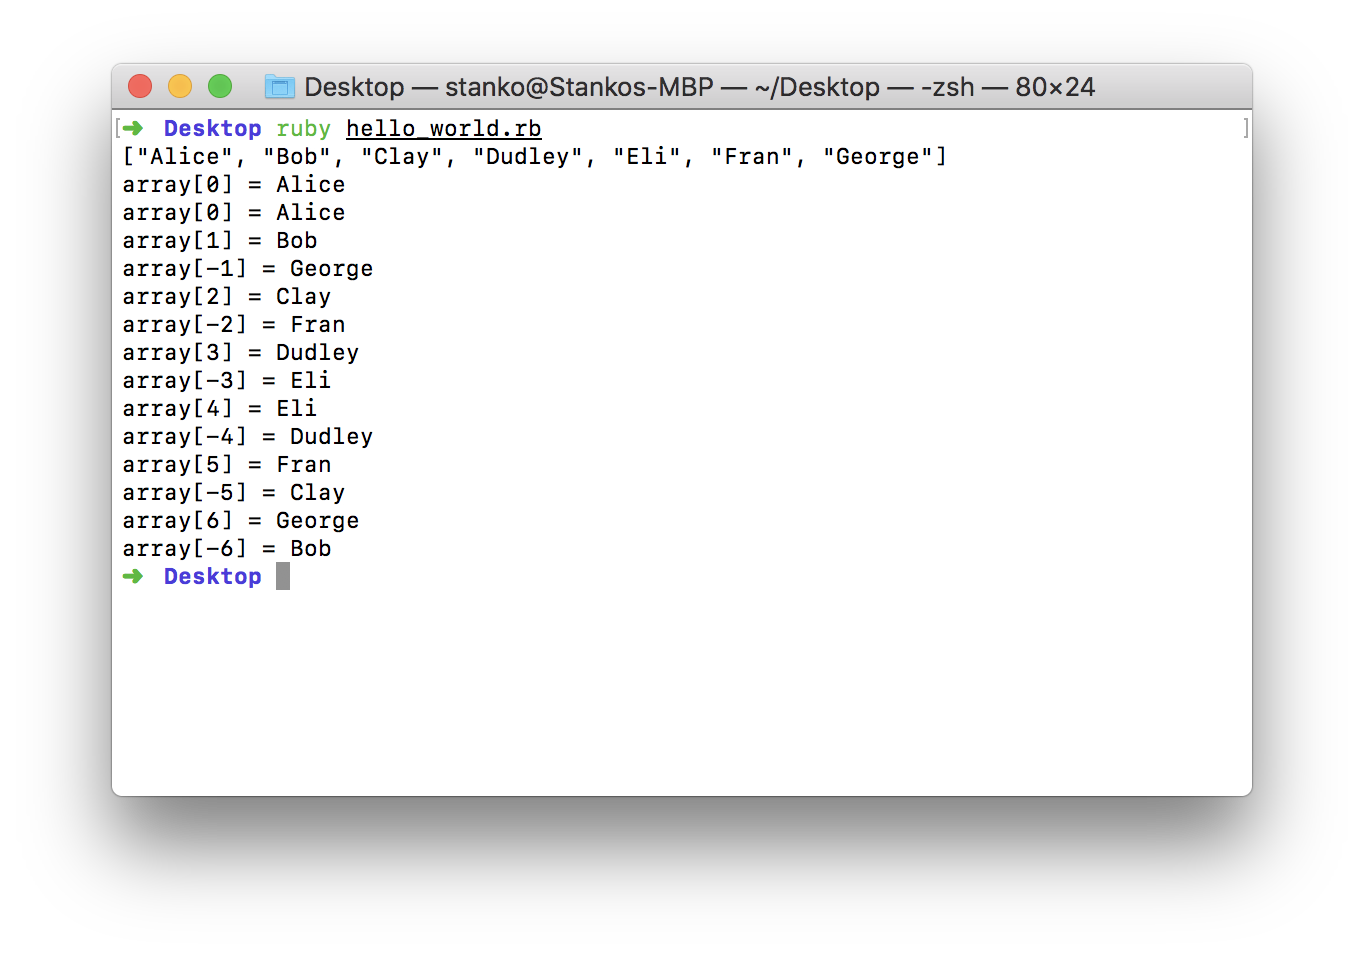 Desktop — stanko@Stankos-MBP — ~/Desktop — -zsh — 80×24
[➜  Desktop ruby hello_world.rb ]
["Alice", "Bob", "Clay", "Dudley", "Eli", "Fran", "George"]
array[0] = Alice
array[0] = Alice
array[1] = Bob
array[-1] = George
array[2] = Clay
array[-2] = Fran
array[3] = Dudley
array[-3] = Eli
array[4] = Eli
array[-4] = Dudley
array[5] = Fran
array[-5] = Clay
array[6] = George
array[-6] = Bob
➜  Desktop